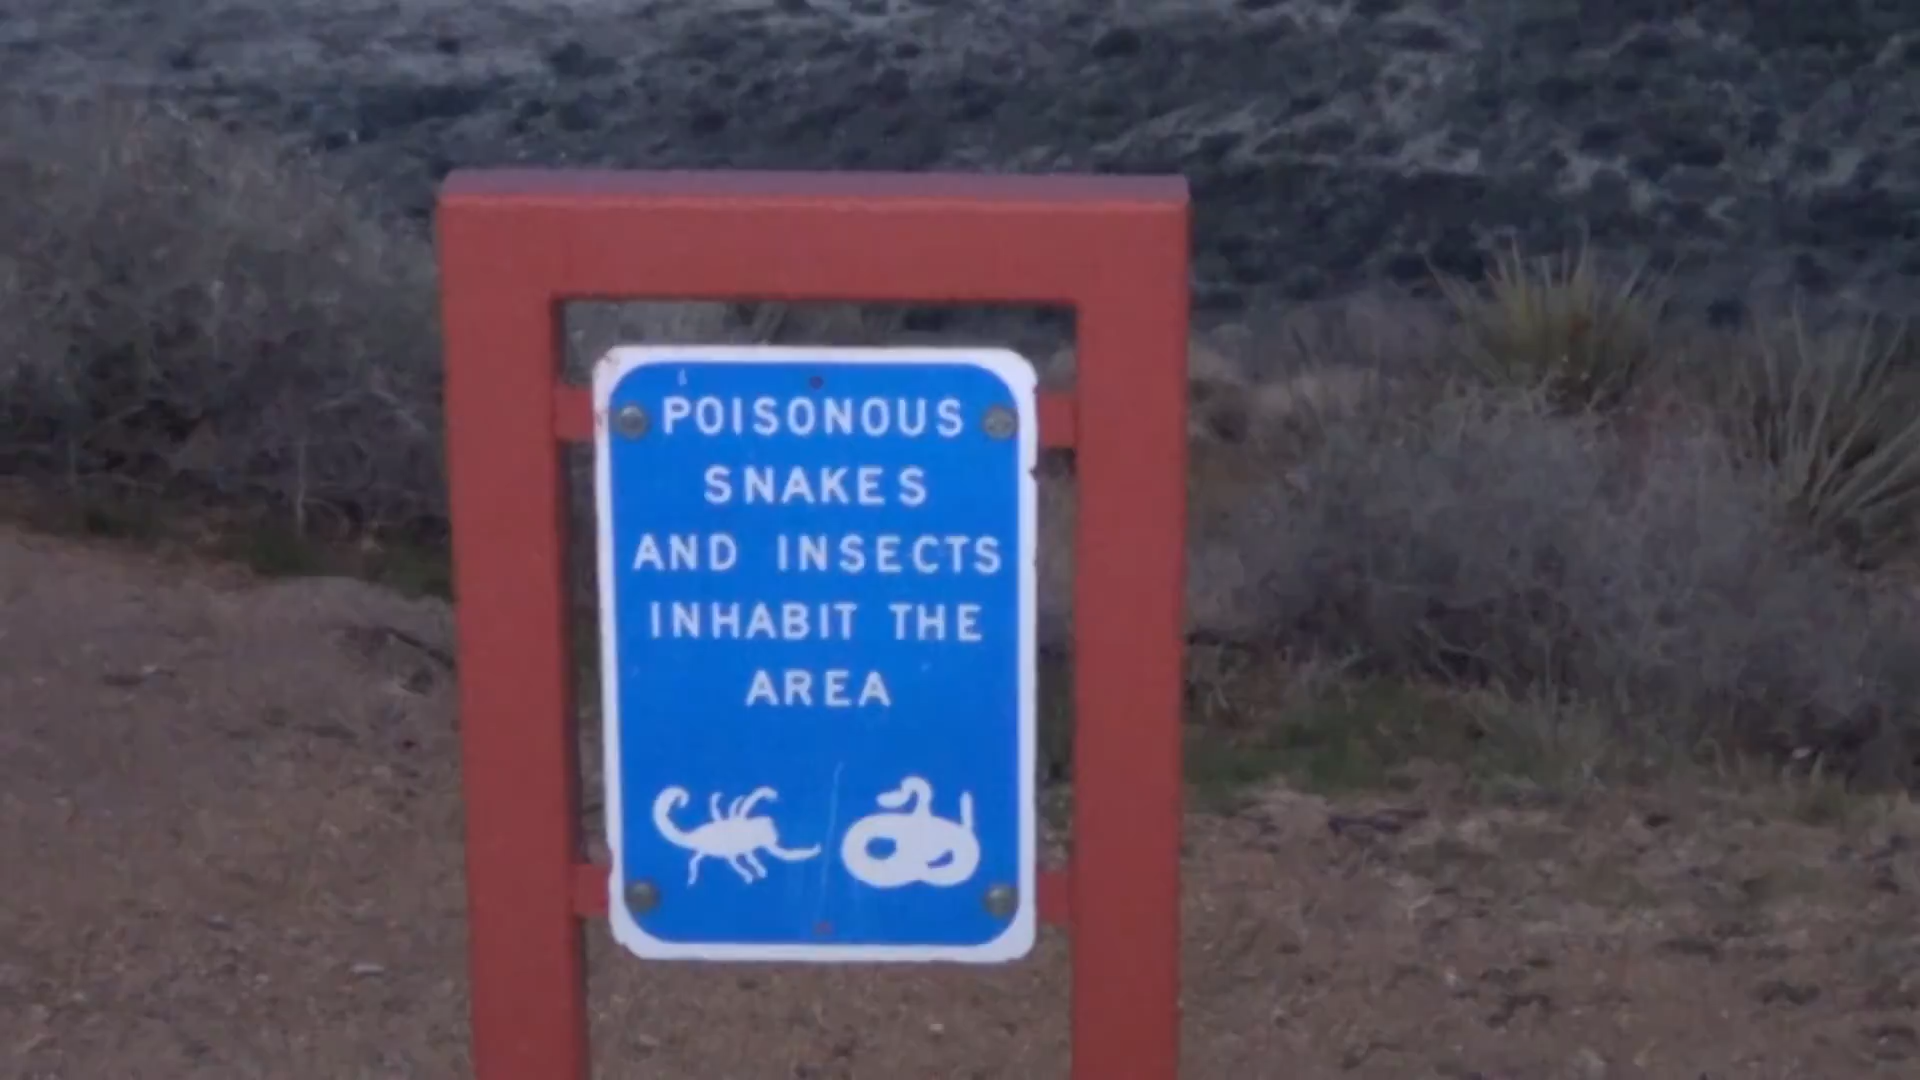 POISONOUS
SNAKES
AND INSECTS
INHABIT THE
AREA